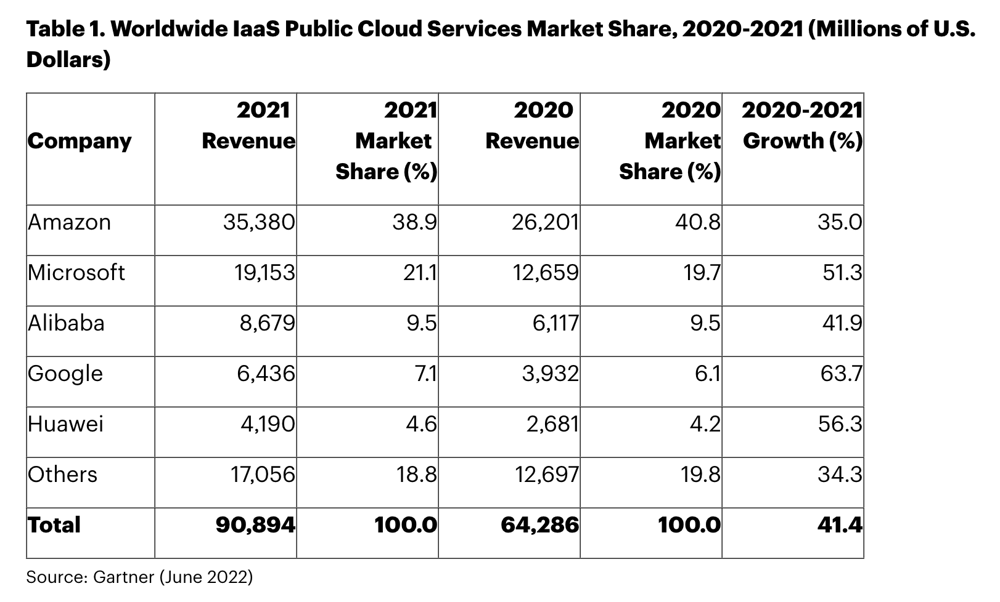 Table 1. Worldwide IaaS Public Cloud Services Market Share, 2020-2021 (Millions of U.S.
Dollars)
Company 2021 Revenue 2021 Market Share (%) 2020 Revenue 2020 Market Share (%) 2020-2021 Growth (%)
Amazon 35,380 38.9 26,201 40.8 35.0
Microsoft 19,153 21.1 12,659 19.7 51.3
Alibaba 8,679 9.5 6,117 9.5 41.9
Google 6,436 7.1 3,932 6.1 63.7
Huawei 4,190 4.6 2,681 4.2 56.3
Others 17,056 18.8 12,697 19.8 34.3
Total 90,894 100.0 64,286 100.0 41.4
Source: Gartner (June 2022)